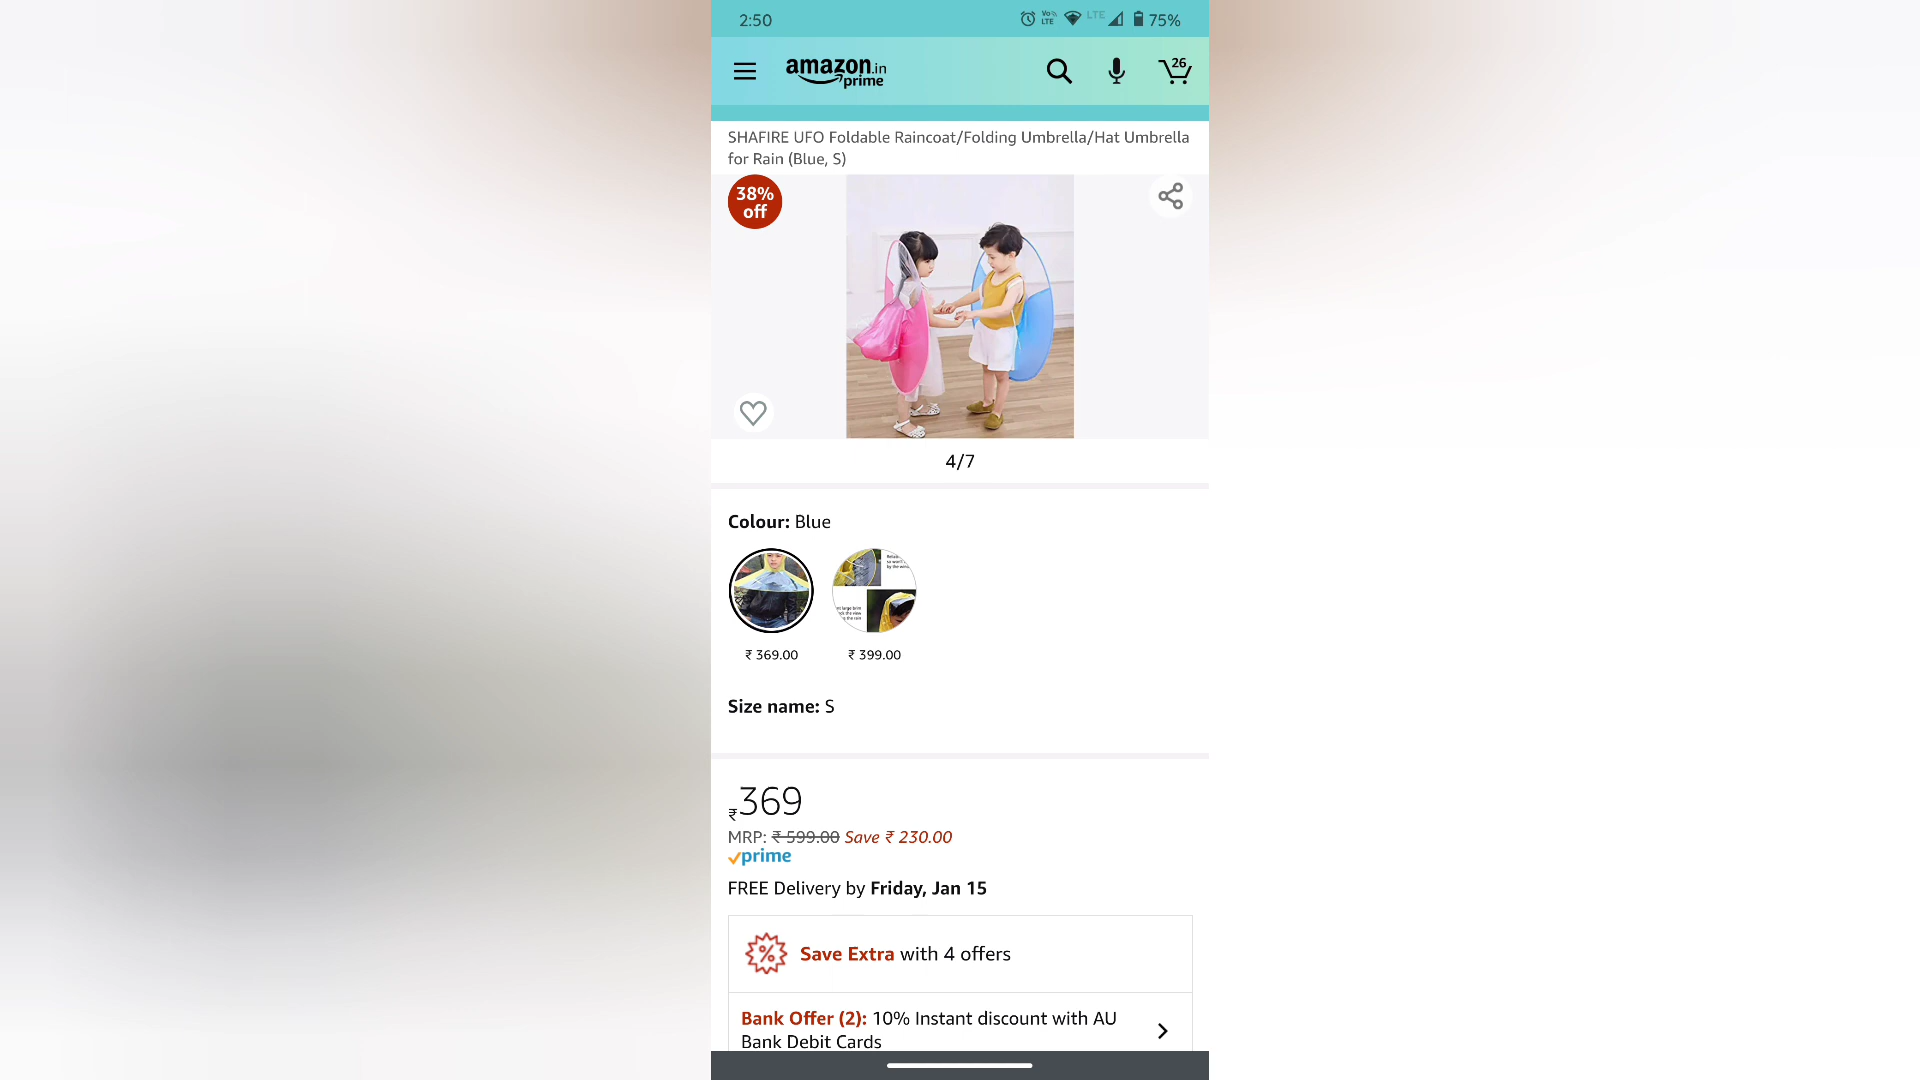 2:50
Vo LTE
LTE
75%
amazon.in
prime
26
SHAFIRE UFO Foldable Raincoat/Folding Umbrella/Hat Umbrella
for Rain (Blue, S)
38%
off
4/7
Colour: Blue
₹ 369.00
₹ 399.00
Size name: S
₹369
MRP: ₹ 599.00 Save ₹ 230.00
prime
FREE Delivery by Friday, Jan 15
Save Extra with 4 offers
Bank Offer (2): 10% Instant discount with AU
Bank Debit Cards